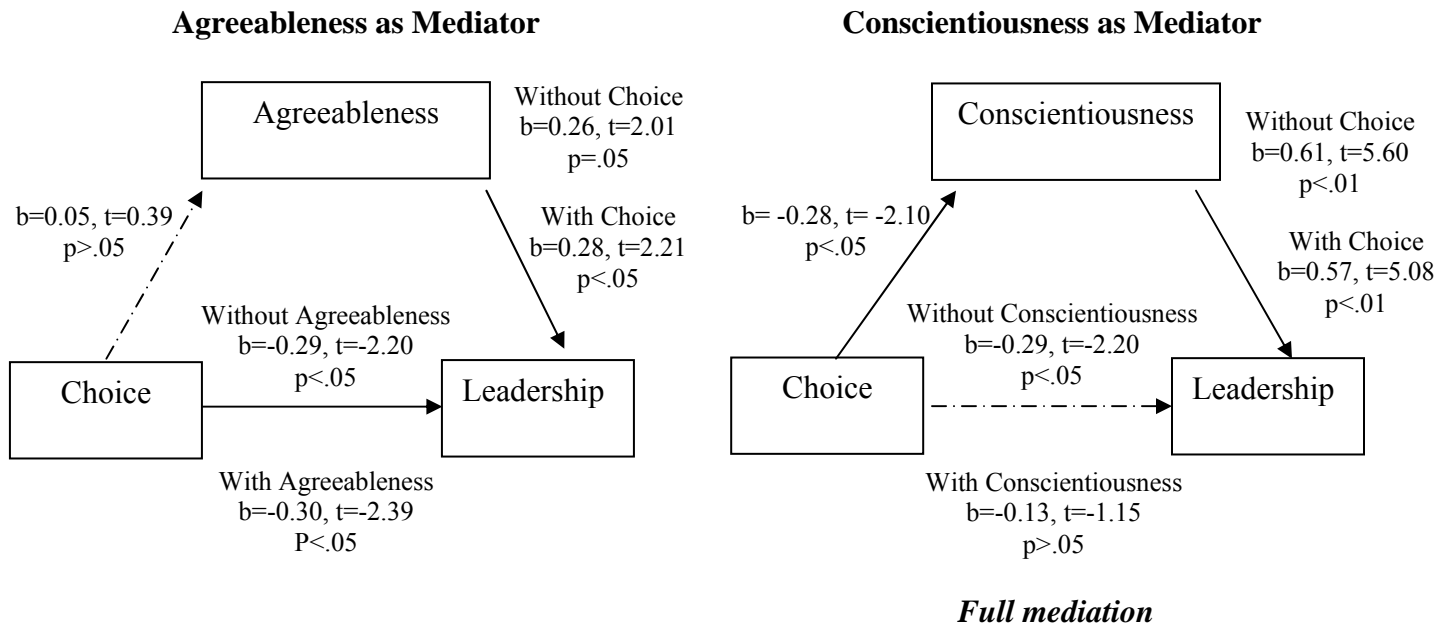 Agreeableness as Mediator
Agreeableness
Without Choice
b=0.26, t=2.01
p=.05
b=0.05, t=0.39
p>.05
With Choice
b=0.28, t=2.21
p<.05
Without Agreeableness
b=-0.29, t=-2.20
p<.05
Choice
Leadership
With Agreeableness
b=-0.30, t=-2.39
P<.05
Conscientiousness as Mediator
Conscientiousness
Without Choice
b=0.61, t=5.60
p<.01
b= -0.28, t= -2.10
p<.05
With Choice
b=0.57, t=5.08
p<.01
Without Conscientiousness
b=-0.29, t=-2.20
p<.05
Choice
Leadership
With Conscientiousness
b=-0.13, t=-1.15
p>.05
Full mediation